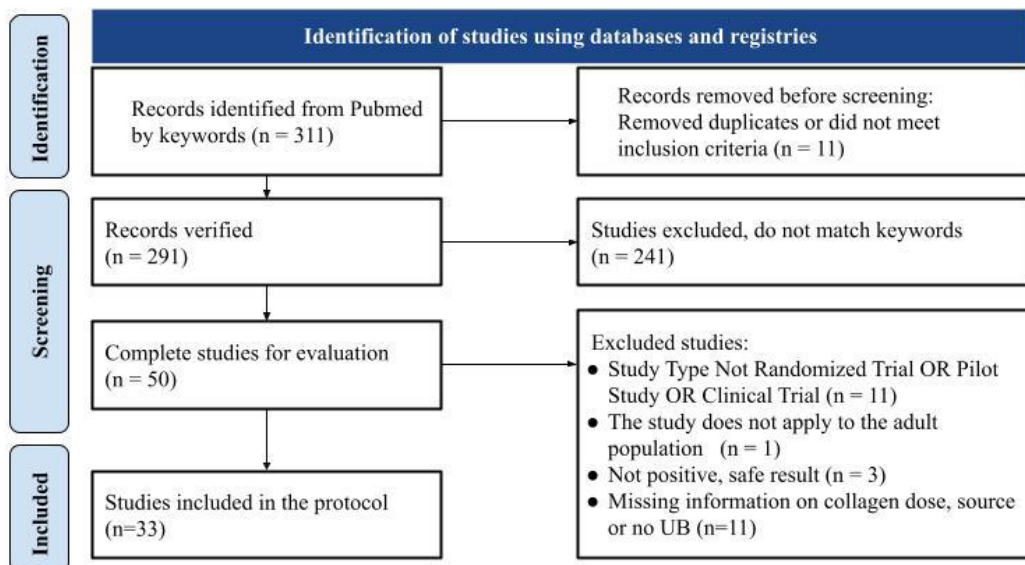 Identification of studies using databases and registries
Identification
Records identified from Pubmed
by keywords (n = 311)
Records removed before screening:
Removed duplicates or did not meet
inclusion criteria (n = 11)
Screening
Records verified
(n = 291)
Studies excluded, do not match keywords
(n = 241)
Complete studies for evaluation
(n = 50)
Excluded studies:
● Study Type Not Randomized Trial OR Pilot
Study OR Clinical Trial (n = 11)
● The study does not apply to the adult
population (n = 1)
● Not positive, safe result (n = 3)
● Missing information on collagen dose, source
or no UB (n=11)
Included
Studies included in the protocol
(n=33)